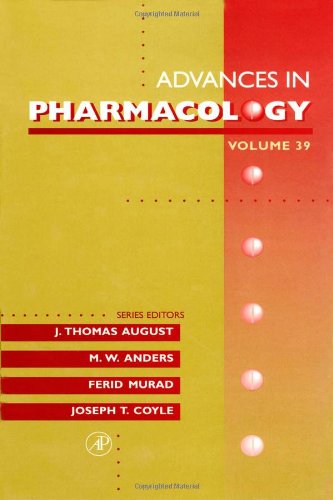 ADVANCES IN
PHARMACOLOGY
VOLUME 39
SERIES EDITORS
J. THOMAS AUGUST
M. W. ANDERS
FERID MURAD
JOSEPH T. COYLE
AP